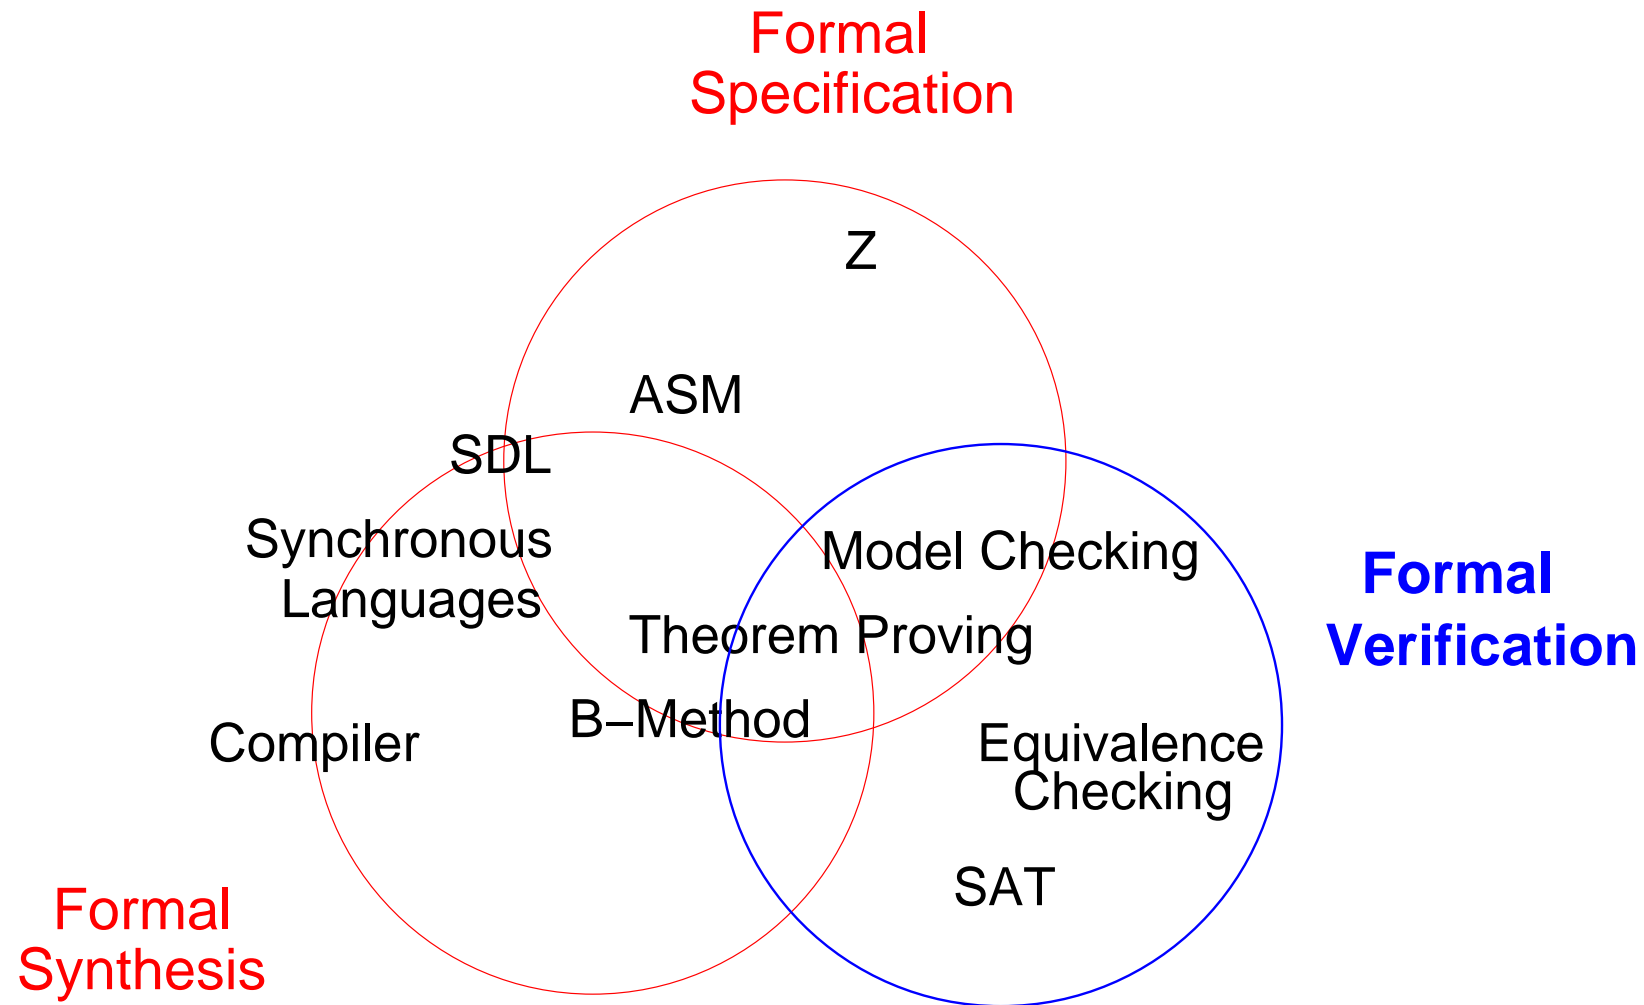 Formal
Specification
Z
ASM
SDL
Synchronous
Languages
Model Checking
Formal
Verification
Theorem Proving
B−Method
Compiler
Equivalence
Checking
SAT
Formal
Synthesis